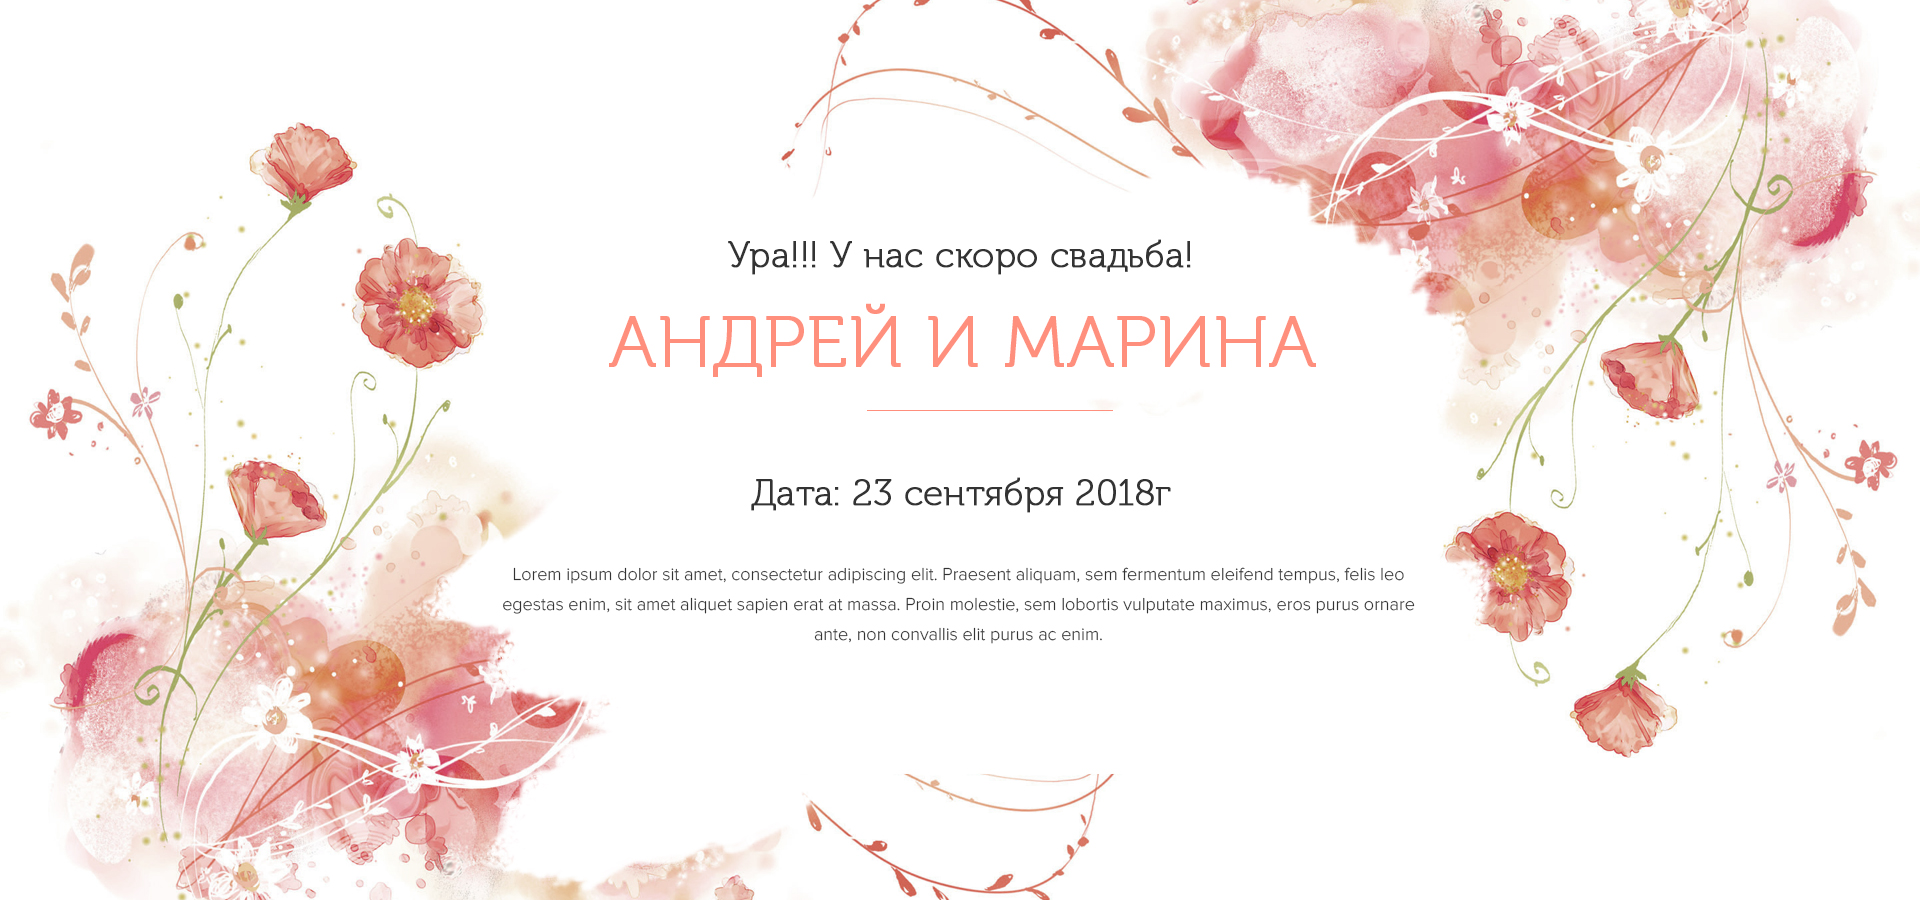 Ура!!! У нас скоро свадьба!
АНДРЕЙ И МАРИНА
Дата: 23 сентября 2018г
Lorem ipsum dolor sit amet, consectetur adipiscing elit. Praesent aliquam, sem fermentum eleifend tempus, felis leo
egestas enim, sit amet aliquet sapien erat at massa. Proin molestie, sem lobortis vulputate maximus, eros purus ornare
ante, non convallis elit purus ac enim.